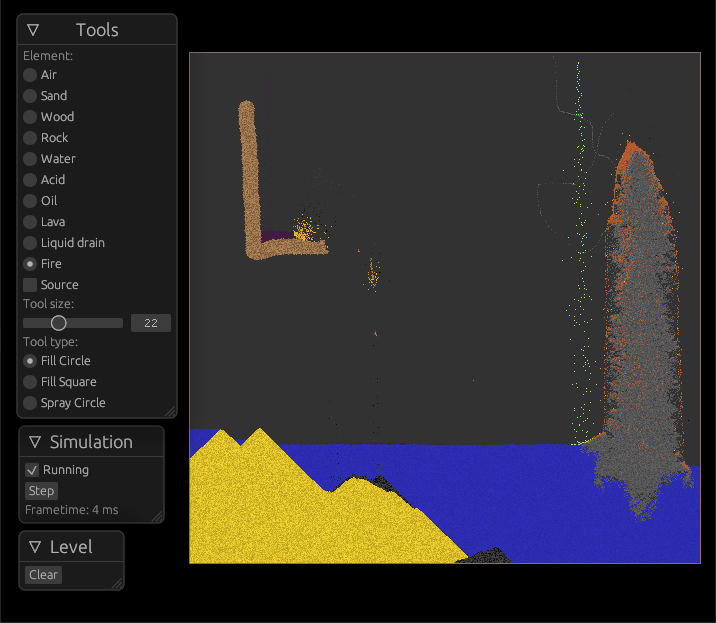 Tools
Element:
Air
Sand
Wood
Rock
Water
Acid
Oil
Lava
Liquid drain
Fire
Source
Tool size:
22
Tool type:
Fill Circle
Fill Square
Spray Circle
Simulation
Running
Step
Frametime: 4 ms
Level
Clear